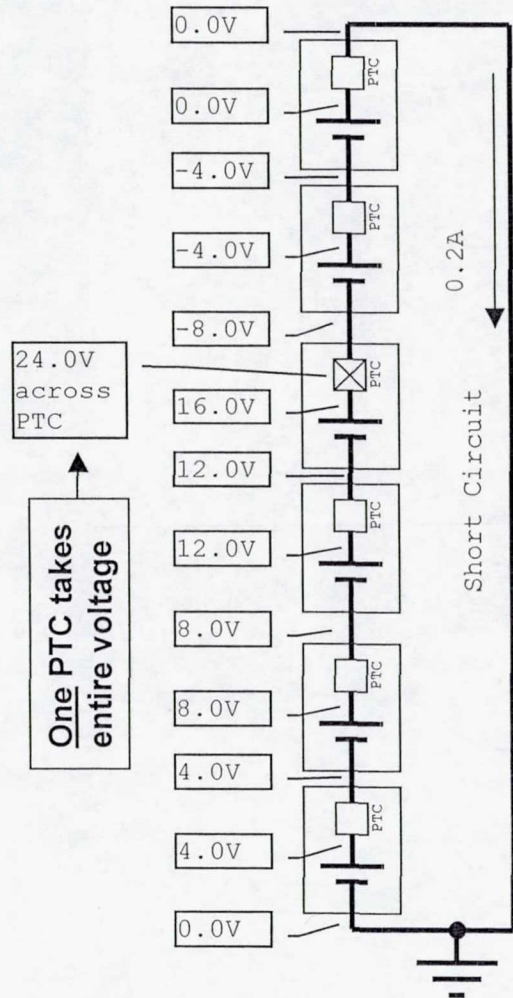 0.0V
0.0V
-4.0V
-4.0V
-8.0V
16.0V
12.0V
12.0V
8.0V
8.0V
4.0V
4.0V
0.0V
24.0V
across
PTC
One PTC takes
entire voltage
PTC
PTC
PTC
PTC
PTC
PTC
0.2A
Short Circuit